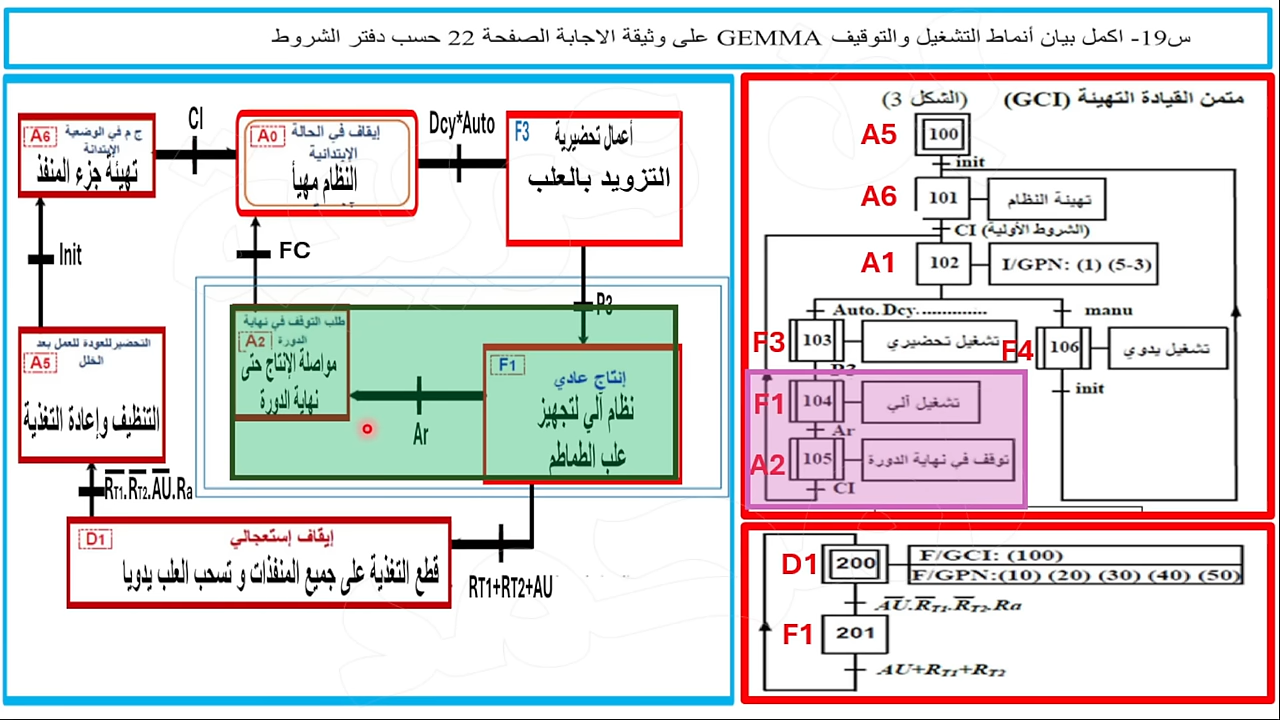 س19- اكمل بيان أنماط التشغيل والتوقيف GEMMA على وثيقة الاجابة الصفحة 22 حسب دفتر الشروط
A6
ج م في الوضعية
الإبتدائية
تهيئة جزء المنفذ
CI
A0
إيقاف في الحالة
الإبتدائية
النظام مهيأ
Dcy*Auto
F3
أعمال تحضيرية
التزويد بالعلب
Init
FC
P3
A5
التحضير للعودة للعمل بعد
الخلل
التنظيف وإعادة التغذية
طلب التوقف في نهاية
الدورة
A2
مواصلة الإنتاج حتى
نهاية الدورة
Ar
F1
إنتاج عادي
نظام آلي لتجهيز
علب الطماطم
R̅T1.R̅T2.A̅U̅.Ra
D1
إيقاف إستعجالي
قطع التغذية على جميع المنفذات و تسحب العلب يدويا
RT1+RT2+AU
متمن القيادة التهيئة (GCI) (الشكل 3)
A5
100
init
A6
101
تهيئة النظام
CI (الشروط الأولية)
A1
102
I/GPN: (1) (5-3)
Auto. Dcy..............
manu
F3
103
تشغيل تحضيري
F4
106
تشغيل يدوي
init
F1
104
تشغيل آلي
Ar
A2
105
توقف في نهاية الدورة
CI
D1
200
F/GCI: (100)
F/GPN:(10) (20) (30) (40) (50)
A̅U̅.R̅T1.R̅T2.Ra
F1
201
AU+RT1+RT2